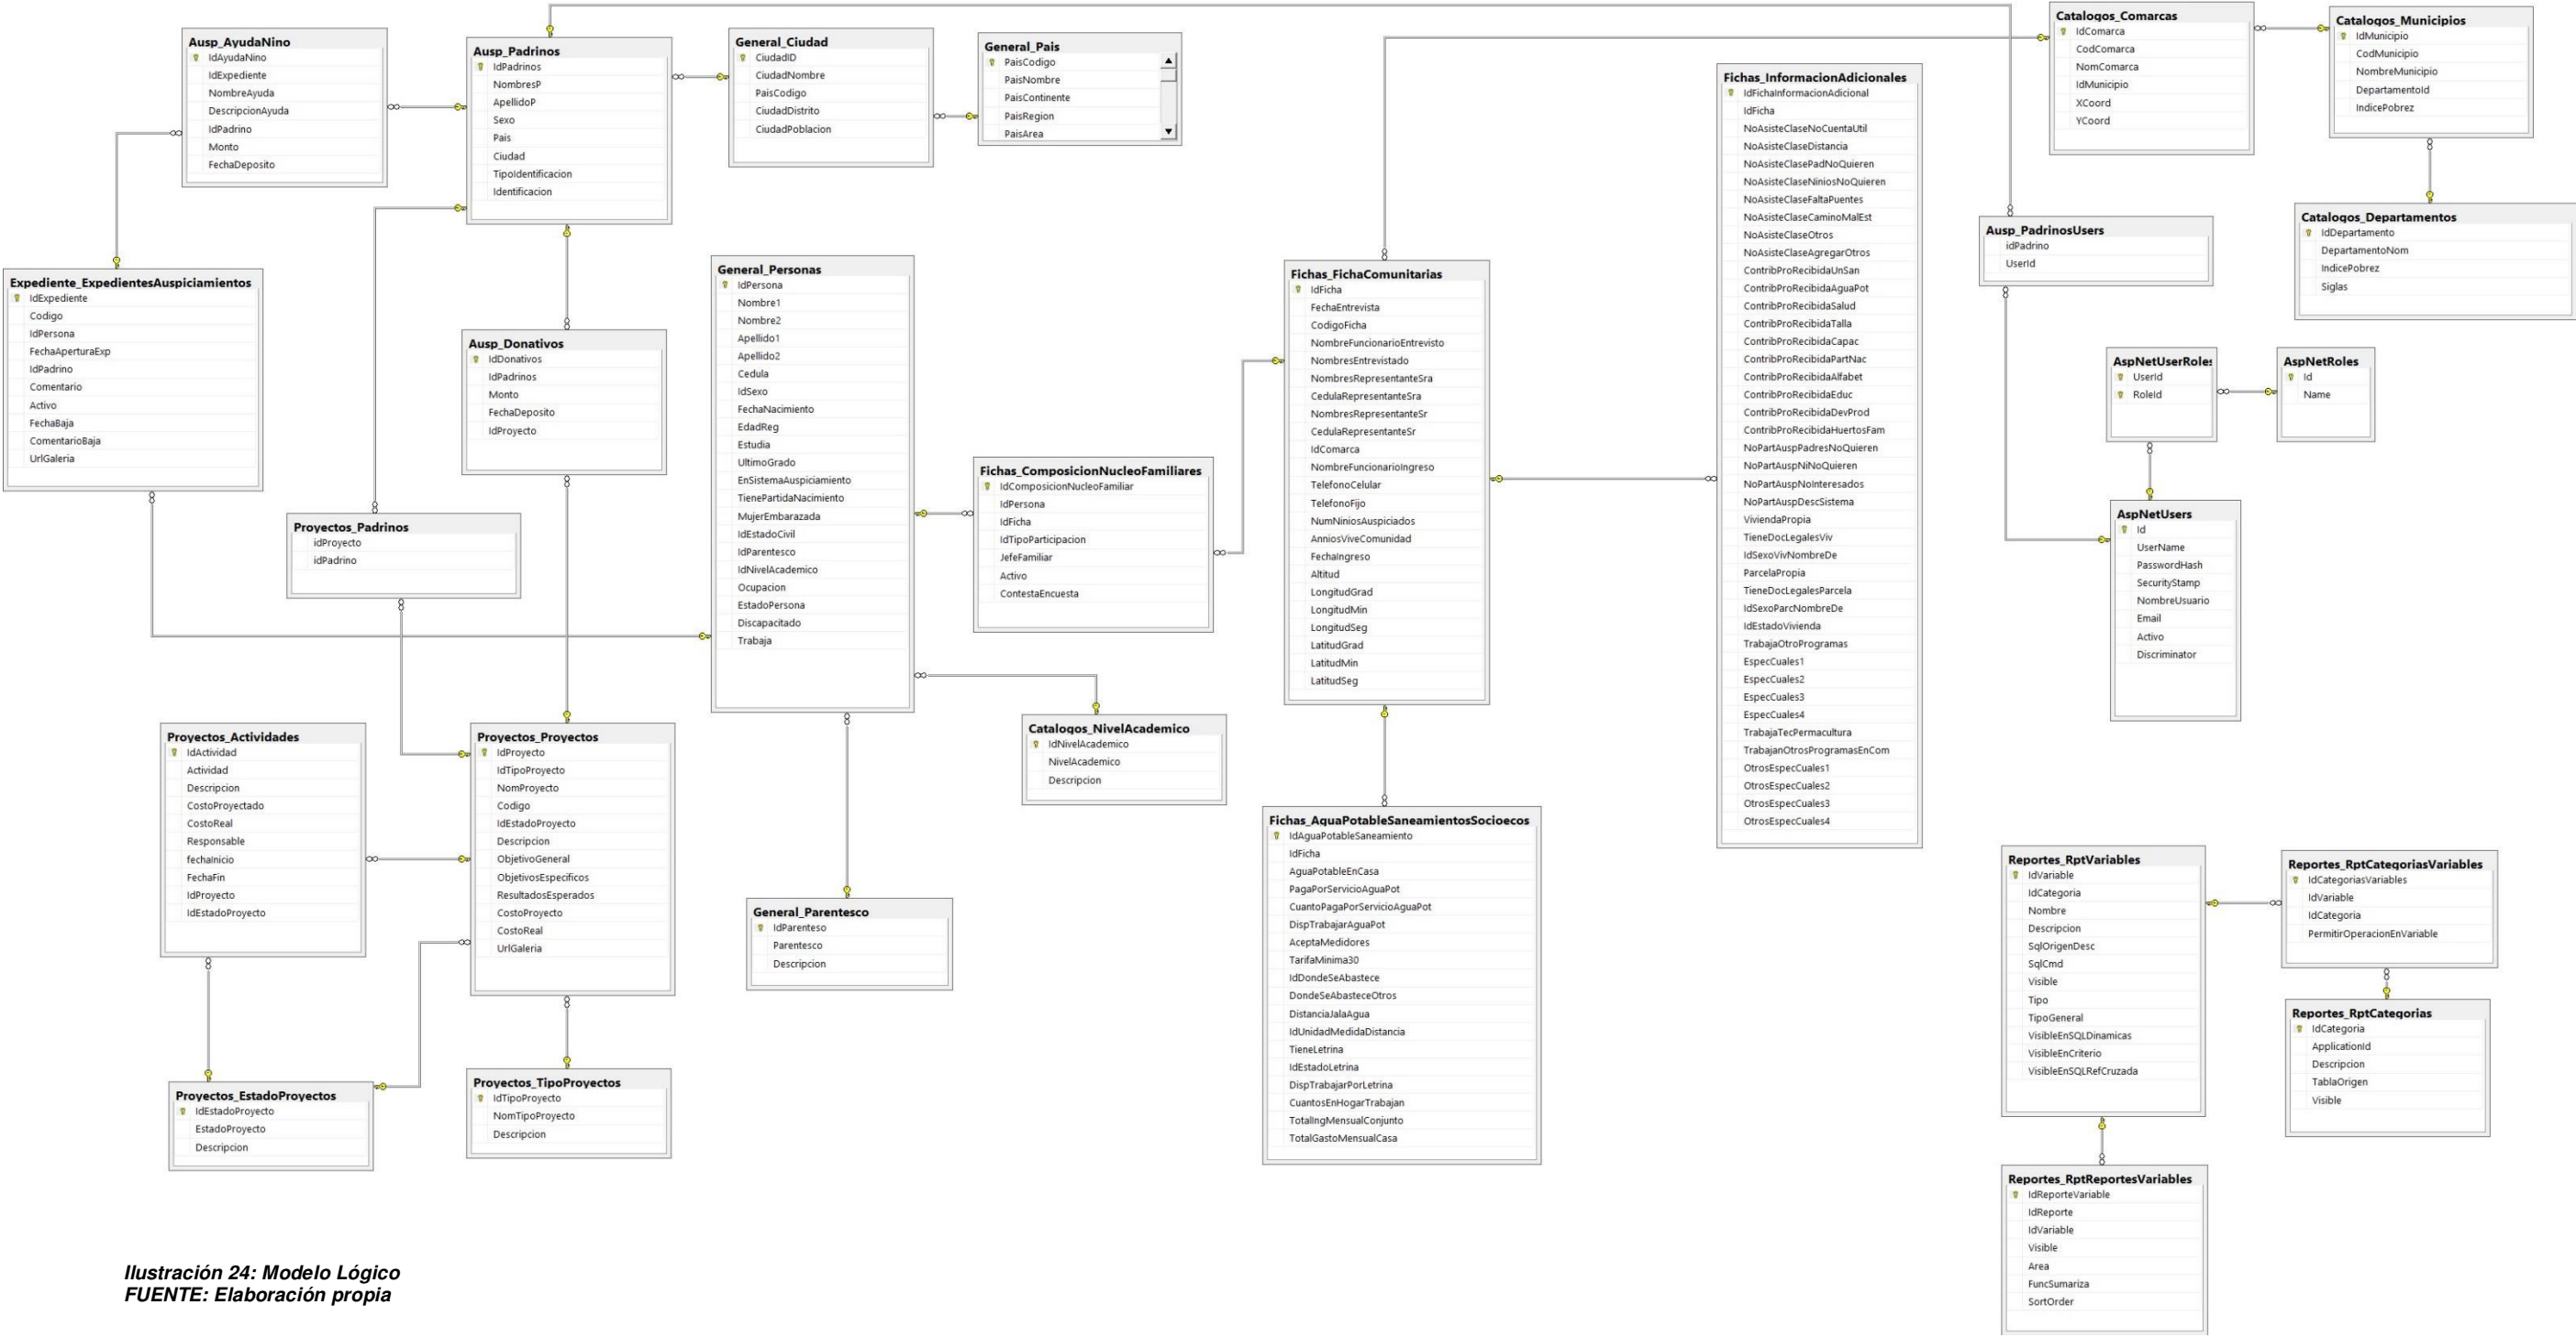 Ausp_AyudaNino
IdAyudaNino
IdExpediente
NombreAyuda
DescripcionAyuda
IdPadrino
Monto
FechaDeposito
Ausp_Padrinos
IdPadrinos
NombresP
ApellidoP
Sexo
Pais
Ciudad
TipoIdentificacion
Identificacion
General_Ciudad
CiudadID
CiudadNombre
PaisCodigo
CiudadDistrito
CiudadPoblacion
General_Pais
PaisCodigo
PaisNombre
PaisContinente
PaisRegion
PaisArea
Catalogos_Comarcas
IdComarca
CodComarca
NomComarca
IdMunicipio
XCoord
YCoord
Catalogos_Municipios
IdMunicipio
CodMunicipio
NombreMunicipio
DepartamentoId
IndicePobrez
Catalogos_Departamentos
IdDepartamento
DepartamentoNom
IndicePobrez
Siglas
Ausp_PadrinosUsers
idPadrino
UserId
Fichas_InformacionAdicionales
IdFichaInformacionAdicional
IdFicha
NoAsisteClaseNoCuentaUtil
NoAsisteClaseDistancia
NoAsisteClasePadNoQuieren
NoAsisteClaseNiniosNoQuieren
NoAsisteClaseFaltaPuentes
NoAsisteClaseCaminoMalEst
NoAsisteClaseOtros
NoAsisteClaseAgregarOtros
ContribProRecibidaUnSan
ContribProRecibidaAguaPot
ContribProRecibidaSalud
ContribProRecibidaTalla
ContribProRecibidaCapac
ContribProRecibidaPartNac
ContribProRecibidaAlfabet
ContribProRecibidaEduc
ContribProRecibidaDevProd
ContribProRecibidaHuertosFam
NoPartAuspPadresNoQuieren
NoPartAuspNiNoQuieren
NoPartAuspNoInteresados
NoPartAuspDescSistema
ViviendaPropia
TieneDocLegalesViv
IdSexoVivNombreDe
ParcelaPropia
TieneDocLegalesParcela
IdSexoParcNombreDe
IdEstadoVivienda
TrabajaOtroProgramas
EspecCuales1
EspecCuales2
EspecCuales3
EspecCuales4
TrabajaTecPermacultura
TrabajanOtrosProgramasEnCom
OtrosEspecCuales1
OtrosEspecCuales2
OtrosEspecCuales3
OtrosEspecCuales4
Expediente_ExpedientesAuspiciamientos
IdExpediente
Codigo
IdPersona
FechaAperturaExp
IdPadrino
Comentario
Activo
FechaBaja
ComentarioBaja
UrlGaleria
General_Personas
IdPersona
Nombre1
Nombre2
Apellido1
Apellido2
Cedula
IdSexo
FechaNacimiento
EdadReg
Estudia
UltimoGrado
EnSistemaAuspiciamiento
TienePartidaNacimiento
MujerEmbarazada
IdEstadoCivil
IdParentesco
IdNivelAcademico
Ocupacion
EstadoPersona
Discapacitado
Trabaja
Fichas_FichaComunitarias
IdFicha
FechaEntrevista
CodigoFicha
NombreFuncionarioEntrevisto
NombresEntrevistado
NombresRepresentanteSra
CedulaRepresentanteSra
NombresRepresentanteSr
CedulaRepresentanteSr
IdComarca
NombreFuncionarioIngreso
TelefonoCelular
TelefonoFijo
NumNiniosAuspiciados
AnniosViveComunidad
FechaIngreso
Altitud
LongitudGrad
LongitudMin
LongitudSeg
LatitudGrad
LatitudMin
LatitudSeg
Ausp_Donativos
IdDonativos
IdPadrinos
Monto
FechaDeposito
IdProyecto
AspNetUserRoles
UserId
RoleId
AspNetRoles
Id
Name
Fichas_ComposicionNucleoFamiliares
IdComposicionNucleoFamiliar
IdPersona
IdFicha
IdTipoParticipacion
JefeFamiliar
Activo
ContestaEncuesta
AspNetUsers
Id
UserName
PasswordHash
SecurityStamp
NombreUsuario
Email
Activo
Discriminator
Proyectos_Padrinos
idProyecto
idPadrino
Proyectos_Actividades
IdActividad
Actividad
Descripcion
CostoProyectado
CostoReal
Responsable
fechaInicio
FechaFin
IdProyecto
IdEstadoProyecto
Proyectos_Proyectos
IdProyecto
IdTipoProyecto
NomProyecto
Codigo
IdEstadoProyecto
Descripcion
ObjetivoGeneral
ObjetivosEspecificos
ResultadosEsperados
CostoProyecto
CostoReal
UrlGaleria
Catalogos_NivelAcademico
IdNivelAcademico
NivelAcademico
Descripcion
Fichas_AguaPotableSaneamientosSocioecos
IdAguaPotableSaneamiento
IdFicha
AguaPotableEnCasa
PagaPorServicioAguaPot
CuantoPagaPorServicioAguaPot
DispTrabajarAguaPot
AceptaMedidores
TarifaMinima30
IdDondeSeAbastece
DondeSeAbasteceOtros
DistanciaJalaAgua
IdUnidadMedidaDistancia
TieneLetrina
IdEstadoLetrina
DispTrabajarPorLetrina
CuantosEnHogarTrabajan
TotalIngMensualConjunto
TotalGastoMensualCasa
General_Parentesco
IdParenteso
Parentesco
Descripcion
Reportes_RptVariables
IdVariable
IdCategoria
Nombre
Descripcion
SqlOrigenDesc
SqlCmd
Visible
Tipo
TipoGeneral
VisibleEnSQLDinamicas
VisibleEnCriterio
VisibleEnSQLRefCruzada
Reportes_RptCategoriasVariables
IdCategoriasVariables
IdVariable
IdCategoria
PermitirOperacionEnVariable
Reportes_RptCategorias
IdCategoria
ApplicationId
Descripcion
TablaOrigen
Visible
Proyectos_EstadoProyectos
IdEstadoProyecto
EstadoProyecto
Descripcion
Proyectos_TipoProyectos
IdTipoProyecto
NomTipoProyecto
Descripcion
Reportes_RptReportesVariables
IdReporteVariable
IdReporte
IdVariable
Visible
Area
FuncSumariza
SortOrder
Ilustración 24: Modelo Lógico
FUENTE: Elaboración propia